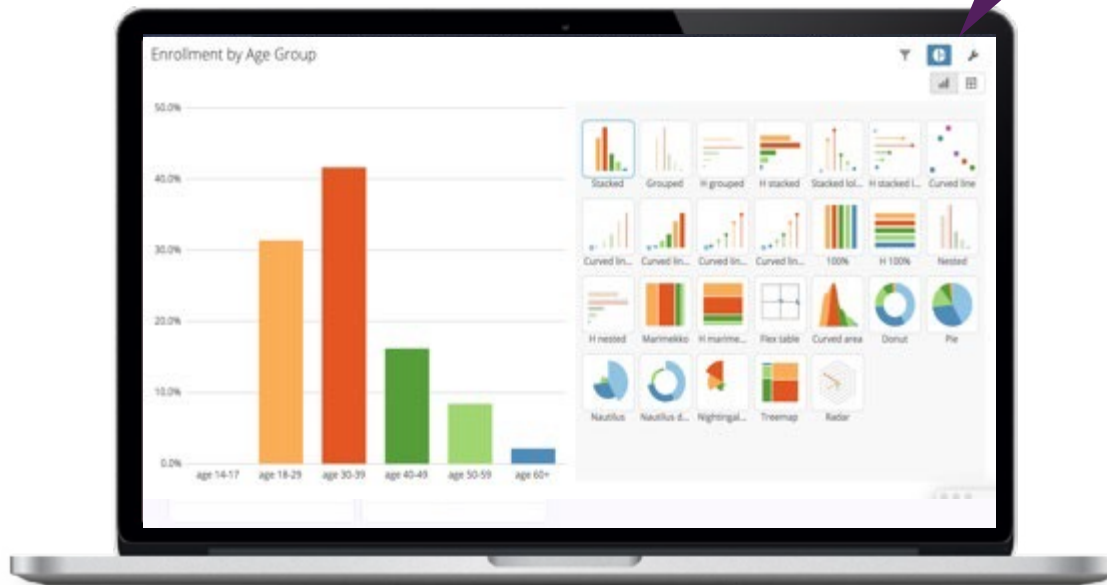 Enrollment by Age Group
50.0%
40.0%
30.0%
20.0%
10.0%
0.0%
age 14-17 age 18-29 age 30-39 age 40-49 age 50-59 age 60+
Stacked Grouped H grouped H stacked Stacked lol... H stacked l... Curved line
Curved lin... Curved lin... Curved lin... Curved lin... 100% H 100% Nested
H nested Marimekko H marime... Flex table Curved area Donut Pie
Nautilus Nautilus d... Nightingal... Treemap Radar